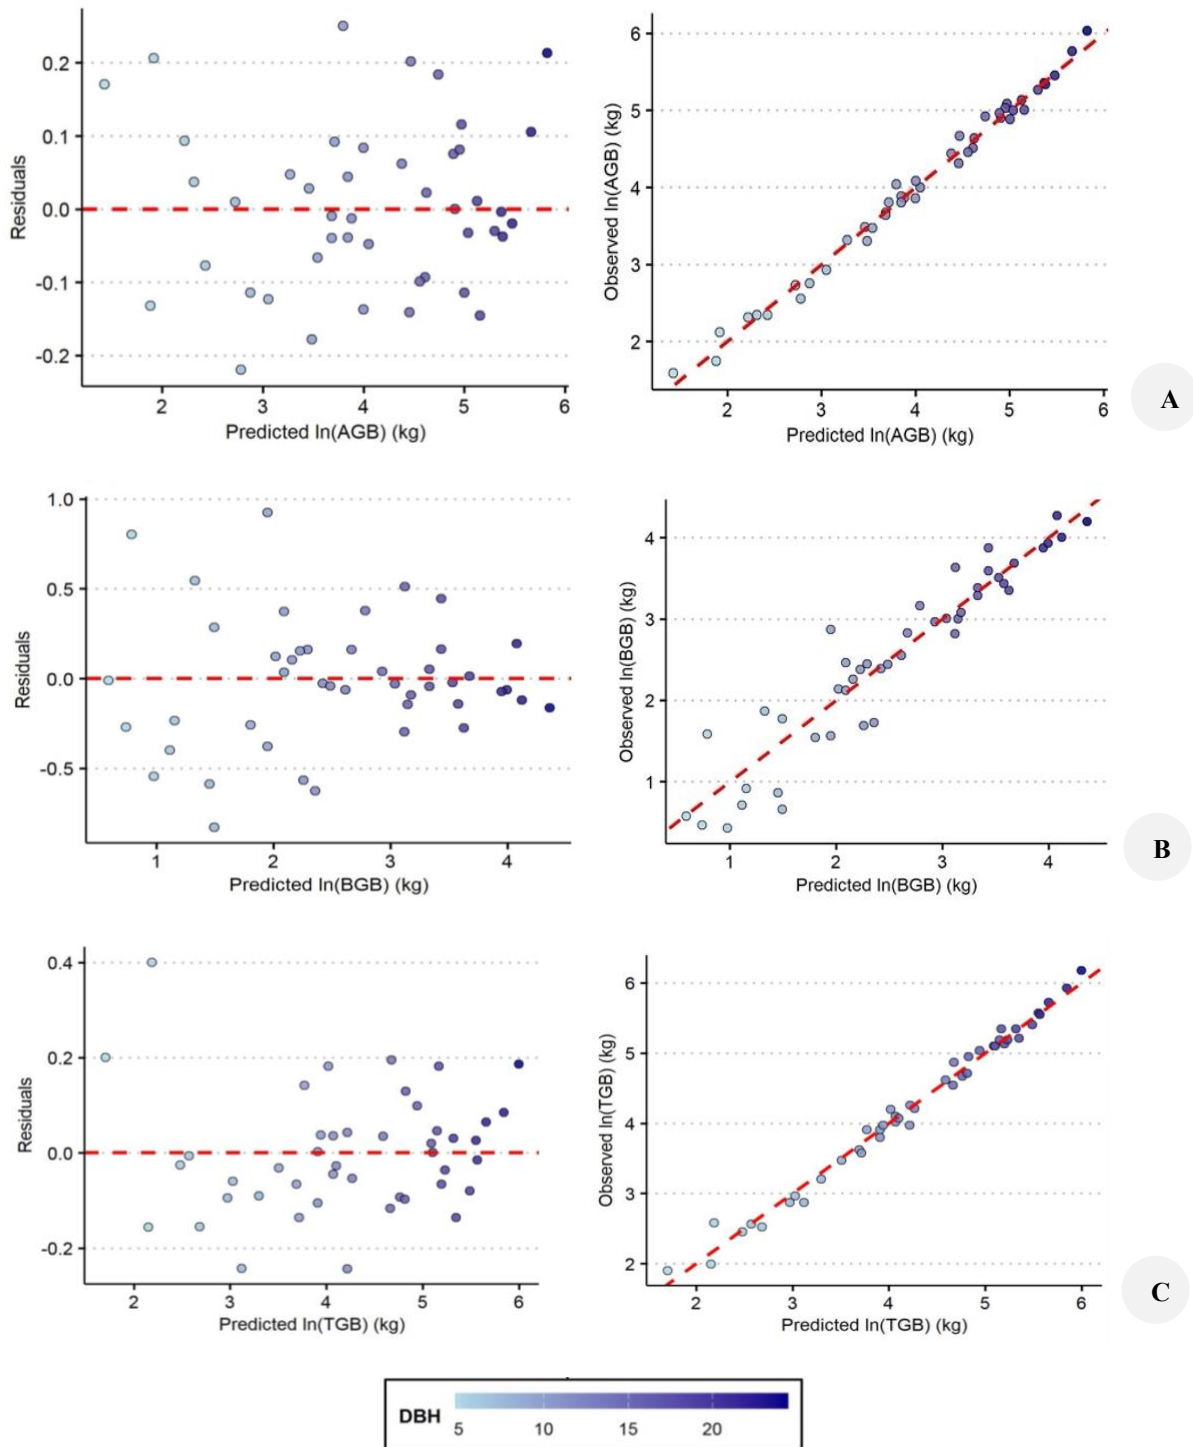 0.2
0.1
0.0
-0.1
-0.2
Residuals
2 3 4 5 6
Predicted ln(AGB) (kg)
6
5
4
3
2
Observed ln(AGB) (kg)
2 3 4 5 6
Predicted ln(AGB) (kg)
A
1.0
0.5
0.0
-0.5
Residuals
1 2 3 4
Predicted ln(BGB) (kg)
4
3
2
1
Observed ln(BGB) (kg)
1 2 3 4
Predicted ln(BGB) (kg)
B
0.4
0.2
0.0
-0.2
Residuals
2 3 4 5 6
Predicted ln(TGB) (kg)
6
5
4
3
2
Observed ln(TGB) (kg)
2 3 4 5 6
Predicted ln(TGB) (kg)
C
DBH
5 10 15 20